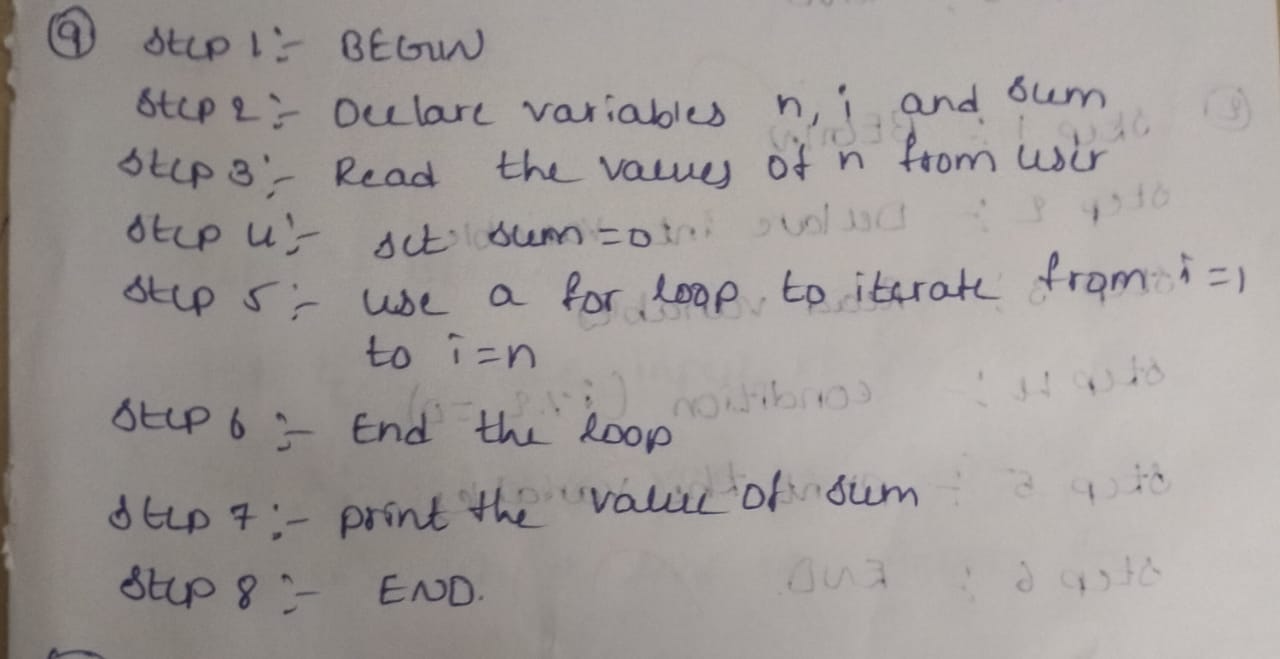 9 Step 1:- BEGIN
Step 2:- Declare variables n, i and sum
Step 3:- Read the values of n from user
Step 4:- set sum=0
Step 5:- use a for loop to iterate from i=1
to i=n
Step 6:- End the loop
Step 7:- print the value of sum
Step 8:- END.